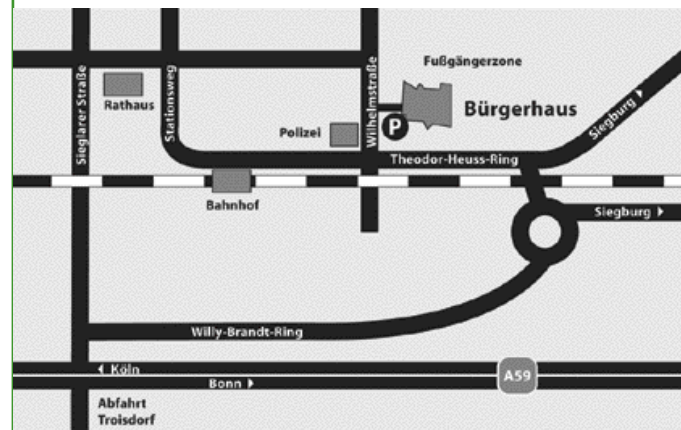 Fußgängerzone
Sieglarer Straße
Rathaus
Stationsweg
Wilhelmstraße
Bürgerhaus
P
Polizei
Theodor-Heuss-Ring
Siegburg
Bahnhof
Siegburg
Willy-Brandt-Ring
Köln
Bonn
A59
Abfahrt
Troisdorf